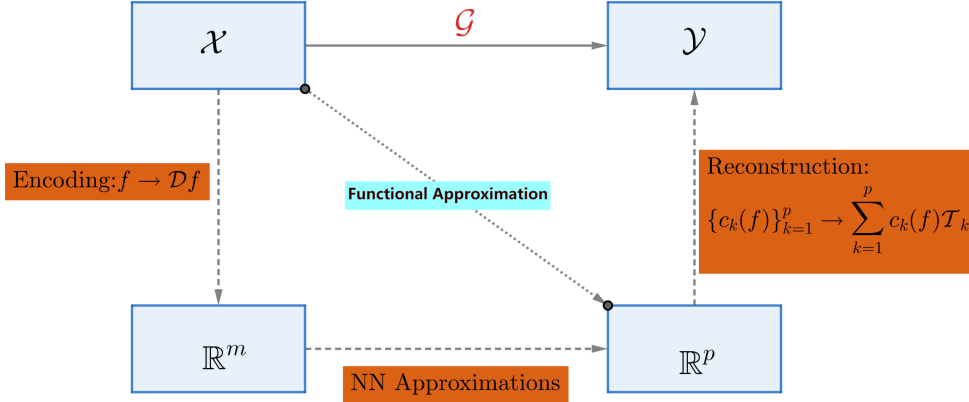 𝒢
𝒳
𝒴
Encoding:f → 𝒟f
Functional Approximation
Reconstruction:
{c_k(f)}_{k=1}^p → ∑_{k=1}^p c_k(f)𝒯_k
ℝ^m
ℝ^p
NN Approximations